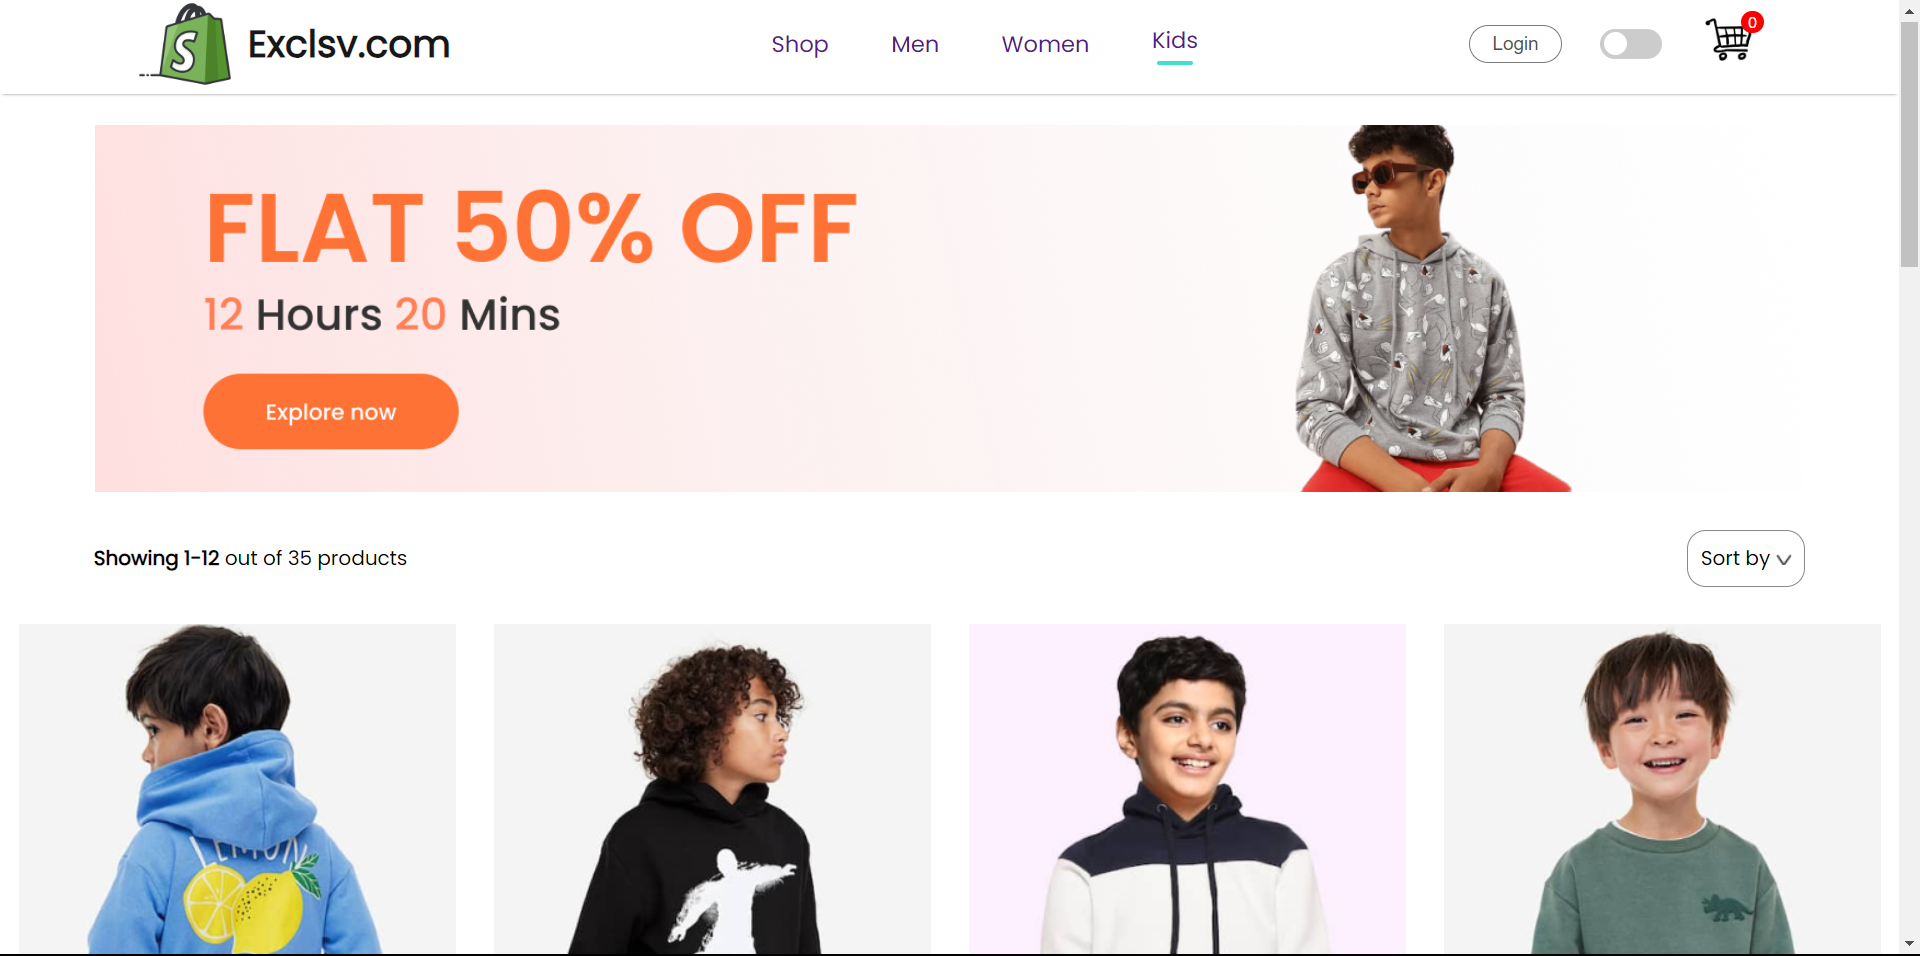 S
Exclsv.com
Shop
Men
Women
Kids
Login
0
FLAT 50% OFF
12 Hours 20 Mins
Explore now
Showing 1-12 out of 35 products
Sort by
LEMON